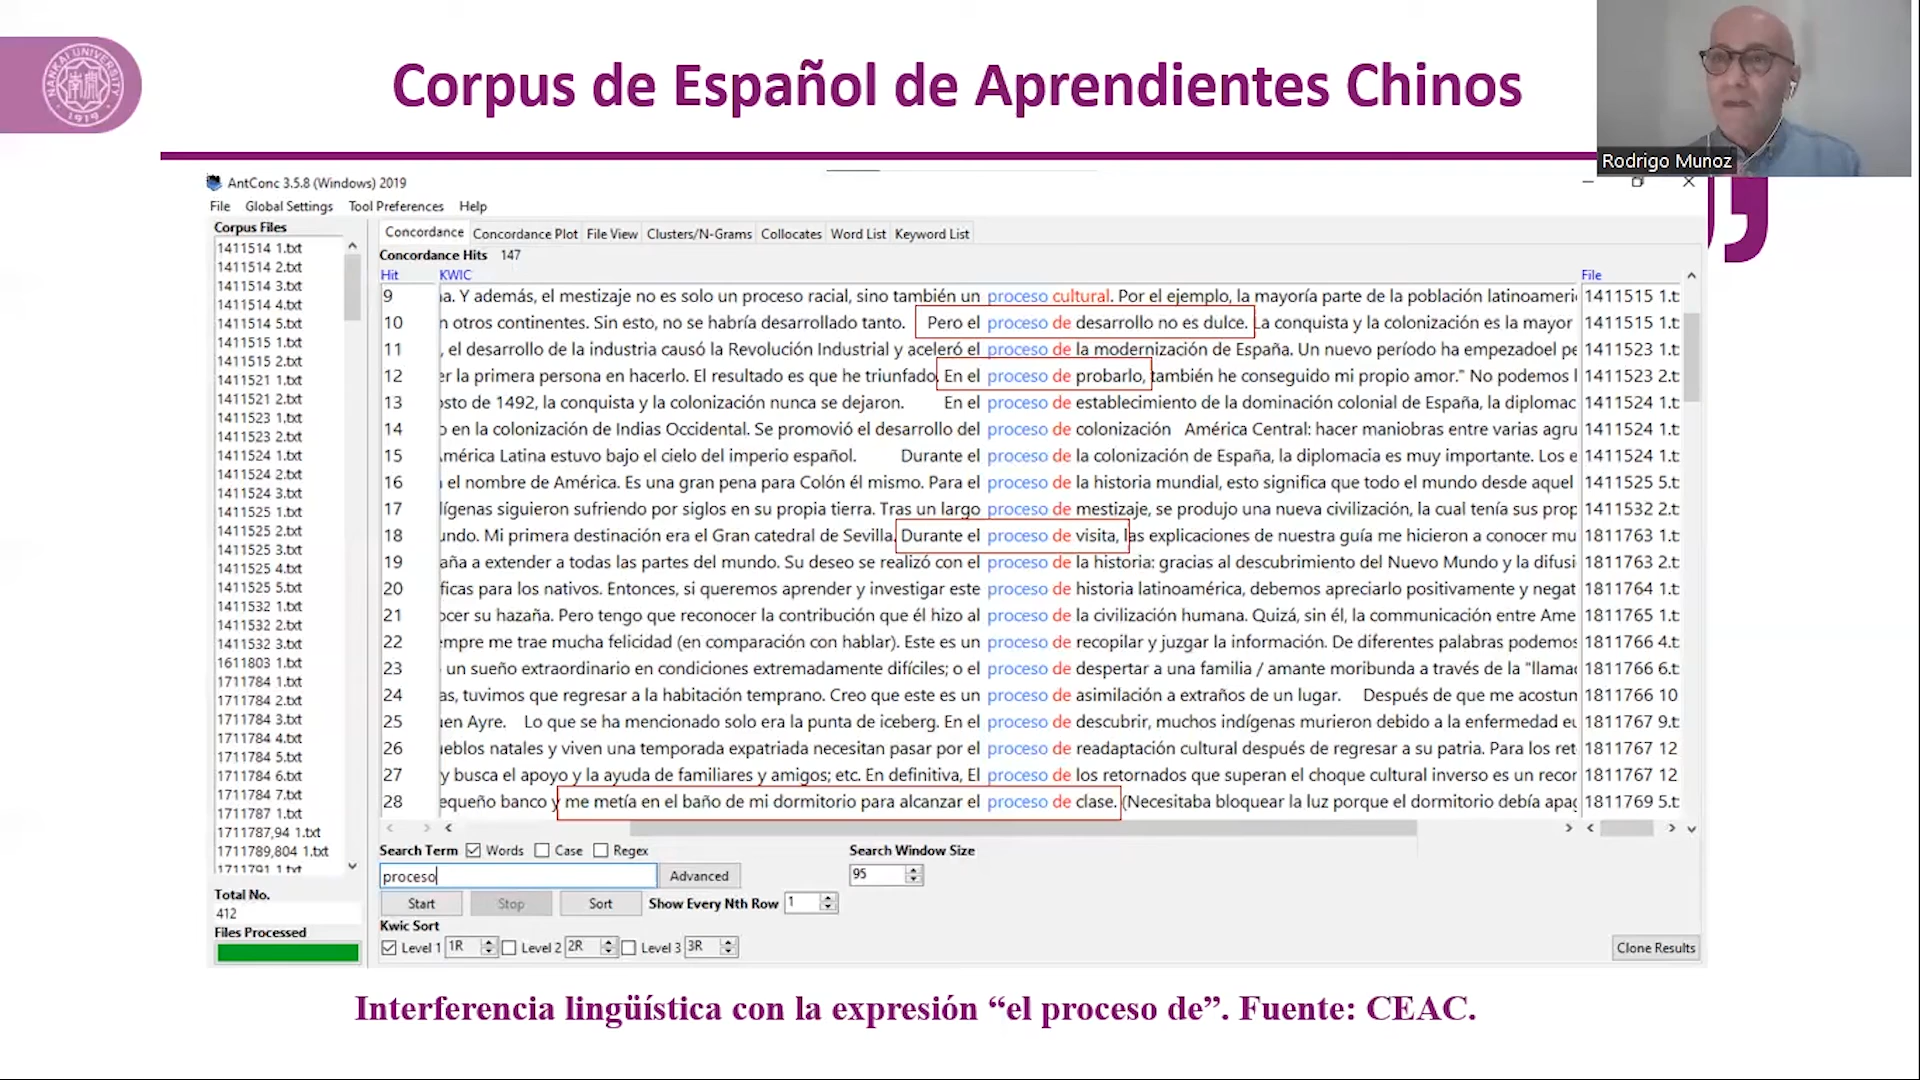 Corpus de Español de Aprendientes Chinos
NANKAI UNIVERSITY
1919
Rodrigo Munoz
AntConc 3.5.8 (Windows) 2019
File Global Settings Tool Preferences Help
Corpus Files
1411514 1.txt
1411514 2.txt
1411514 3.txt
1411514 4.txt
1411514 5.txt
1411515 1.txt
1411515 2.txt
1411521 1.txt
1411521 2.txt
1411523 1.txt
1411523 2.txt
1411524 1.txt
1411524 2.txt
1411524 3.txt
1411525 1.txt
1411525 2.txt
1411525 3.txt
1411525 4.txt
1411525 5.txt
1411532 1.txt
1411532 2.txt
1411532 3.txt
1611803 1.txt
1711784 1.txt
1711784 2.txt
1711784 3.txt
1711784 4.txt
1711784 5.txt
1711784 6.txt
1711784 7.txt
1711787 1.txt
1711787,94 1.txt
1711789,804 1.txt
1711791 1.txt
Total No.
412
Files Processed
Concordance Concordance Plot File View Clusters/N-Grams Collocates Word List Keyword List
Concordance Hits 147
Hit KWIC File
9 a. Y además, el mestizaje no es solo un proceso racial, sino también un proceso cultural. Por el ejemplo, la mayoría parte de la población latinoameri 1411515 1.t
10 n otros continentes. Sin esto, no se habría desarrollado tanto. Pero el proceso de desarrollo no es dulce. La conquista y la colonización es la mayor 1411515 1.t
11 , el desarrollo de la industria causó la Revolución Industrial y aceleró el proceso de la modernización de España. Un nuevo período ha empezadoel pe 1411523 1.t
12 er la primera persona en hacerlo. El resultado es que he triunfado. En el proceso de probarlo, también he conseguido mi propio amor." No podemos l 1411523 2.t
13 osto de 1492, la conquista y la colonización nunca se dejaron. En el proceso de establecimiento de la dominación colonial de España, la diplomac 1411524 1.t
14 o en la colonización de Indias Occidental. Se promovió el desarrollo del proceso de colonización América Central: hacer maniobras entre varias agru 1411524 1.t
15 América Latina estuvo bajo el cielo del imperio español. Durante el proceso de la colonización de España, la diplomacia es muy importante. Los e 1411524 1.t
16 el nombre de América. Es una gran pena para Colón él mismo. Para el proceso de la historia mundial, esto significa que todo el mundo desde aquel 1411525 5.t
17 lígenas siguieron sufriendo por siglos en su propia tierra. Tras un largo proceso de mestizaje, se produjo una nueva civilización, la cual tenía sus prop 1411532 2.t
18 undo. Mi primera destinación era el Gran catedral de Sevilla. Durante el proceso de visita, las explicaciones de nuestra guía me hicieron a conocer mu 1811763 1.t
19 aña a extender a todas las partes del mundo. Su deseo se realizó con el proceso de la historia: gracias al descubrimiento del Nuevo Mundo y la difusi 1811763 2.t
20 ficas para los nativos. Entonces, si queremos aprender y investigar este proceso de historia latinoamérica, debemos apreciarlo positivamente y negat 1811764 1.t
21 ocer su hazaña. Pero tengo que reconocer la contribución que él hizo al proceso de la civilización humana. Quizá, sin él, la communicación entre Ame 1811765 1.t
22 empre me trae mucha felicidad (en comparación con hablar). Este es un proceso de recopilar y juzgar la información. De diferentes palabras podemos 1811766 4.t
23 un sueño extraordinario en condiciones extremadamente difíciles; o el proceso de despertar a una familia / amante moribunda a través de la "llamac 1811766 6.t
24 as, tuvimos que regresar a la habitación temprano. Creo que este es un proceso de asimilación a extraños de un lugar. Después de que me acostun 1811766 10
25 uen Ayre. Lo que se ha mencionado solo era la punta de iceberg. En el proceso de descubrir, muchos indígenas murieron debido a la enfermedad eu 1811767 9.t
26 ueblos natales y viven una temporada expatriada necesitan pasar por el proceso de readaptación cultural después de regresar a su patria. Para los ret 1811767 12
27 y busca el apoyo y la ayuda de familiares y amigos; etc. En definitiva, El proceso de los retornados que superan el choque cultural inverso es un recor 1811767 12
28 equeño banco y me metía en el baño de mi dormitorio para alcanzar el proceso de clase. (Necesitaba bloquear la luz porque el dormitorio debía apag 1811769 5.t
Search Term Words Case Regex Search Window Size
proceso Advanced 95
Start Stop Sort Show Every Nth Row 1
Kwic Sort
Level 1 1R Level 2 2R Level 3 3R Clone Results
Interferencia lingüística con la expresión “el proceso de”. Fuente: CEAC.